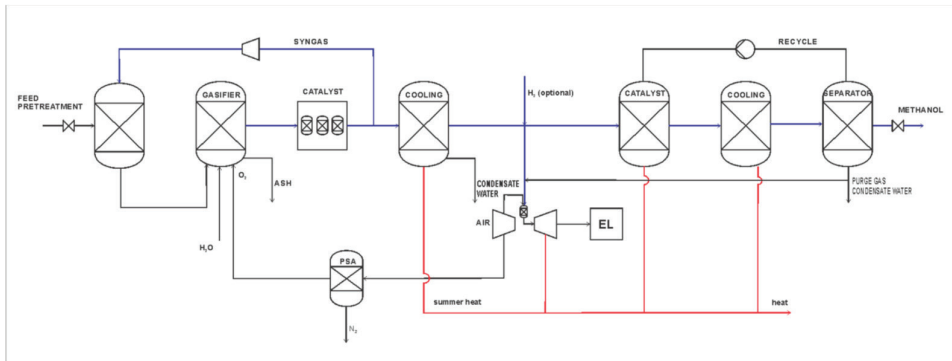 SYNGAS
RECYCLE
FEED
PRETREATMENT
GASIFIER
CATALYST
COOLING
H₂ (optional)
CATALYST
COOLING
SEPARATOR
METHANOL
O₂
ASH
CONDENSATE
WATER
PURGE GAS
CONDENSATE WATER
AIR
EL
H₂O
PSA
summer heat
heat
N₂